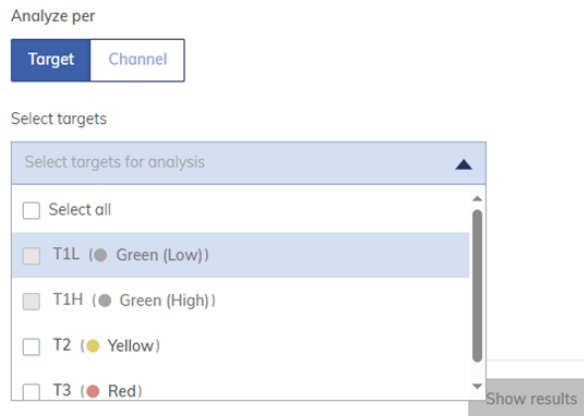 Analyze per
Target Channel
Select targets
Select targets for analysis
Select all
T1L (Green (Low))
T1H (Green (High))
T2 (Yellow)
T3 (Red)
Show results